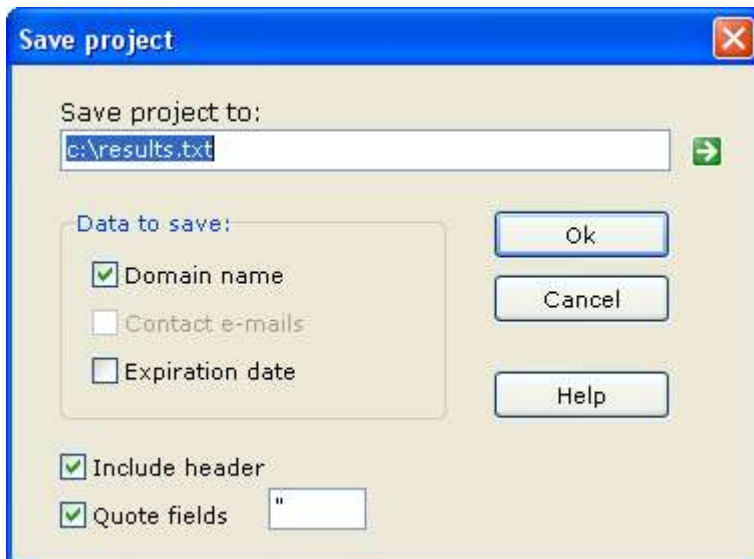 Save project
Save project to:
c:\results.txt
Data to save:
Domain name
Contact e-mails
Expiration date
Ok
Cancel
Help
Include header
Quote fields "